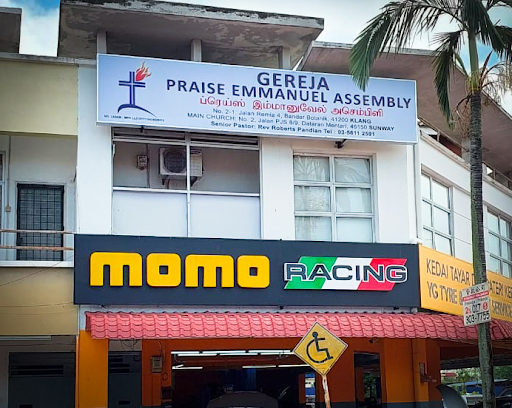 GEREJA
PRAISE EMMANUEL ASSEMBLY
ப்ரெய்ஸ் இம்மானுவேல் அசெம்பிளி
No. 2-1 Jalan Remia 4, Bandar Botanik, 41200 KLANG
MAIN CHURCH: No. 2, Jalan PJS 8/9, Dataran Mentari, 46150 SUNWAY
Senior Pastor: Rev Roberts Pandian Tel : 03-5611 2591
momo RACING
KEDAI TAYAR
YG TYRE